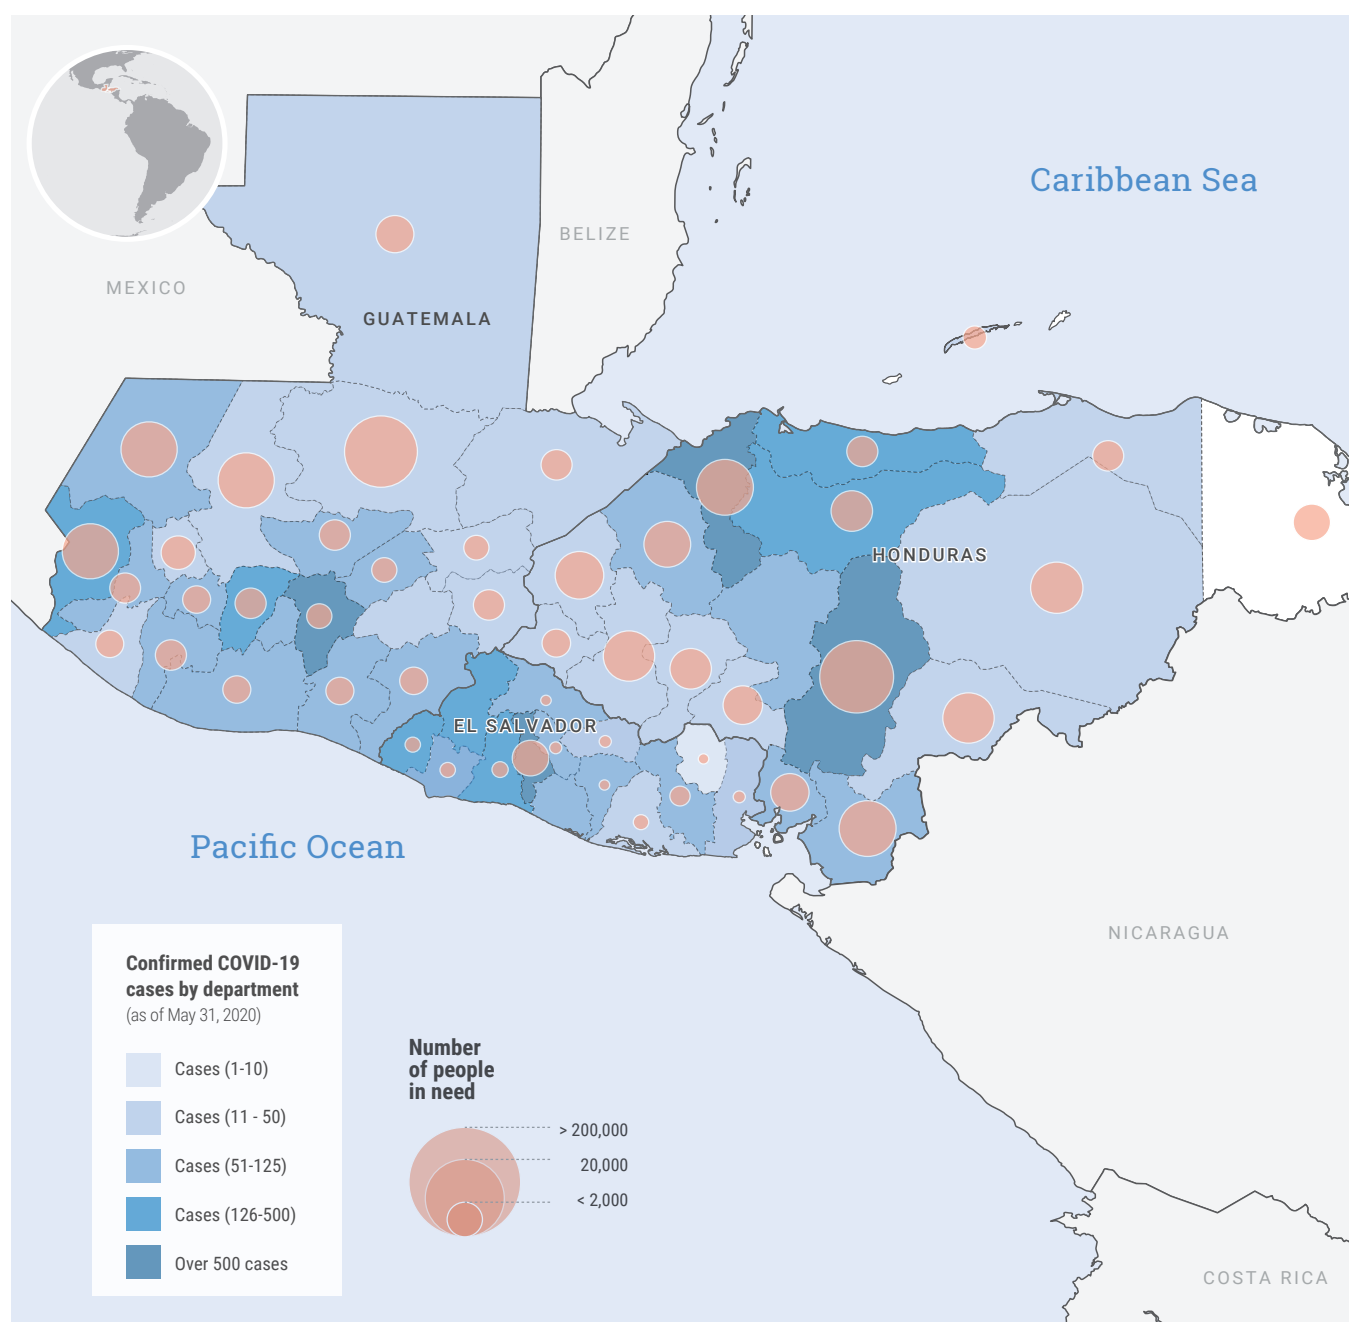 Caribbean Sea
BELIZE
MEXICO
GUATEMALA
HONDURAS
EL SALVADOR
Pacific Ocean
NICARAGUA
COSTA RICA
Confirmed COVID-19
cases by department
(as of May 31, 2020)
Cases (1-10)
Cases (11 - 50)
Cases (51-125)
Cases (126-500)
Over 500 cases
Number
of people
in need
> 200,000
20,000
< 2,000